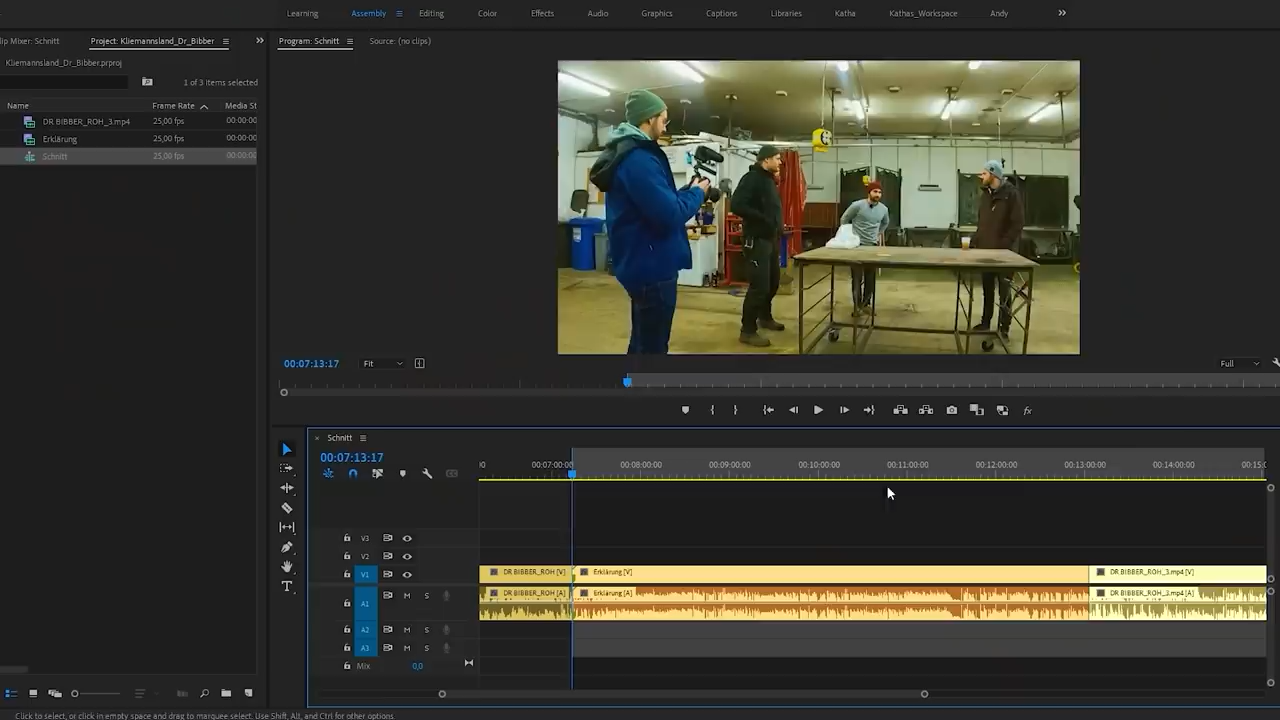 Learning Assembly Editing Color Effects Audio Graphics Captions Libraries Katha Kathas_Workspace Andy
lip Mixer: Schnitt Project: Kliemannsland_Dr_Bibber
Program: Schnitt Source: (no clips)
Kliemannsland_Dr_Bibber.prproj
1 of 3 items selected
Name Frame Rate Media St
DR BIBBER_ROH_3.mp4 25,00 fps 00:00:00
Erklärung 25,00 fps 00:00:00
Schnitt 25,00 fps 00:00:00
00:07:13:17 Fit Full
Schnitt
00:07:13:17
00 00:07:00:00 00:08:00:00 00:09:00:00 00:10:00:00 00:11:00:00 00:12:00:00 00:13:00:00 00:14:00:00 00:15:0
V3
V2
V1 DR BIBBER_ROH [V] Erklärung [V] DR BIBBER_ROH_3.mp4 [V]
DR BIBBER_ROH [A] Erklärung [A] DR BIBBER_ROH_3.mp4 [A]
A1 M S
A2 M S
A3 M S
Mix 0,0
Click to select, or click in empty space and drag to marquee select. Use Shift, Alt, and Ctrl for other options.